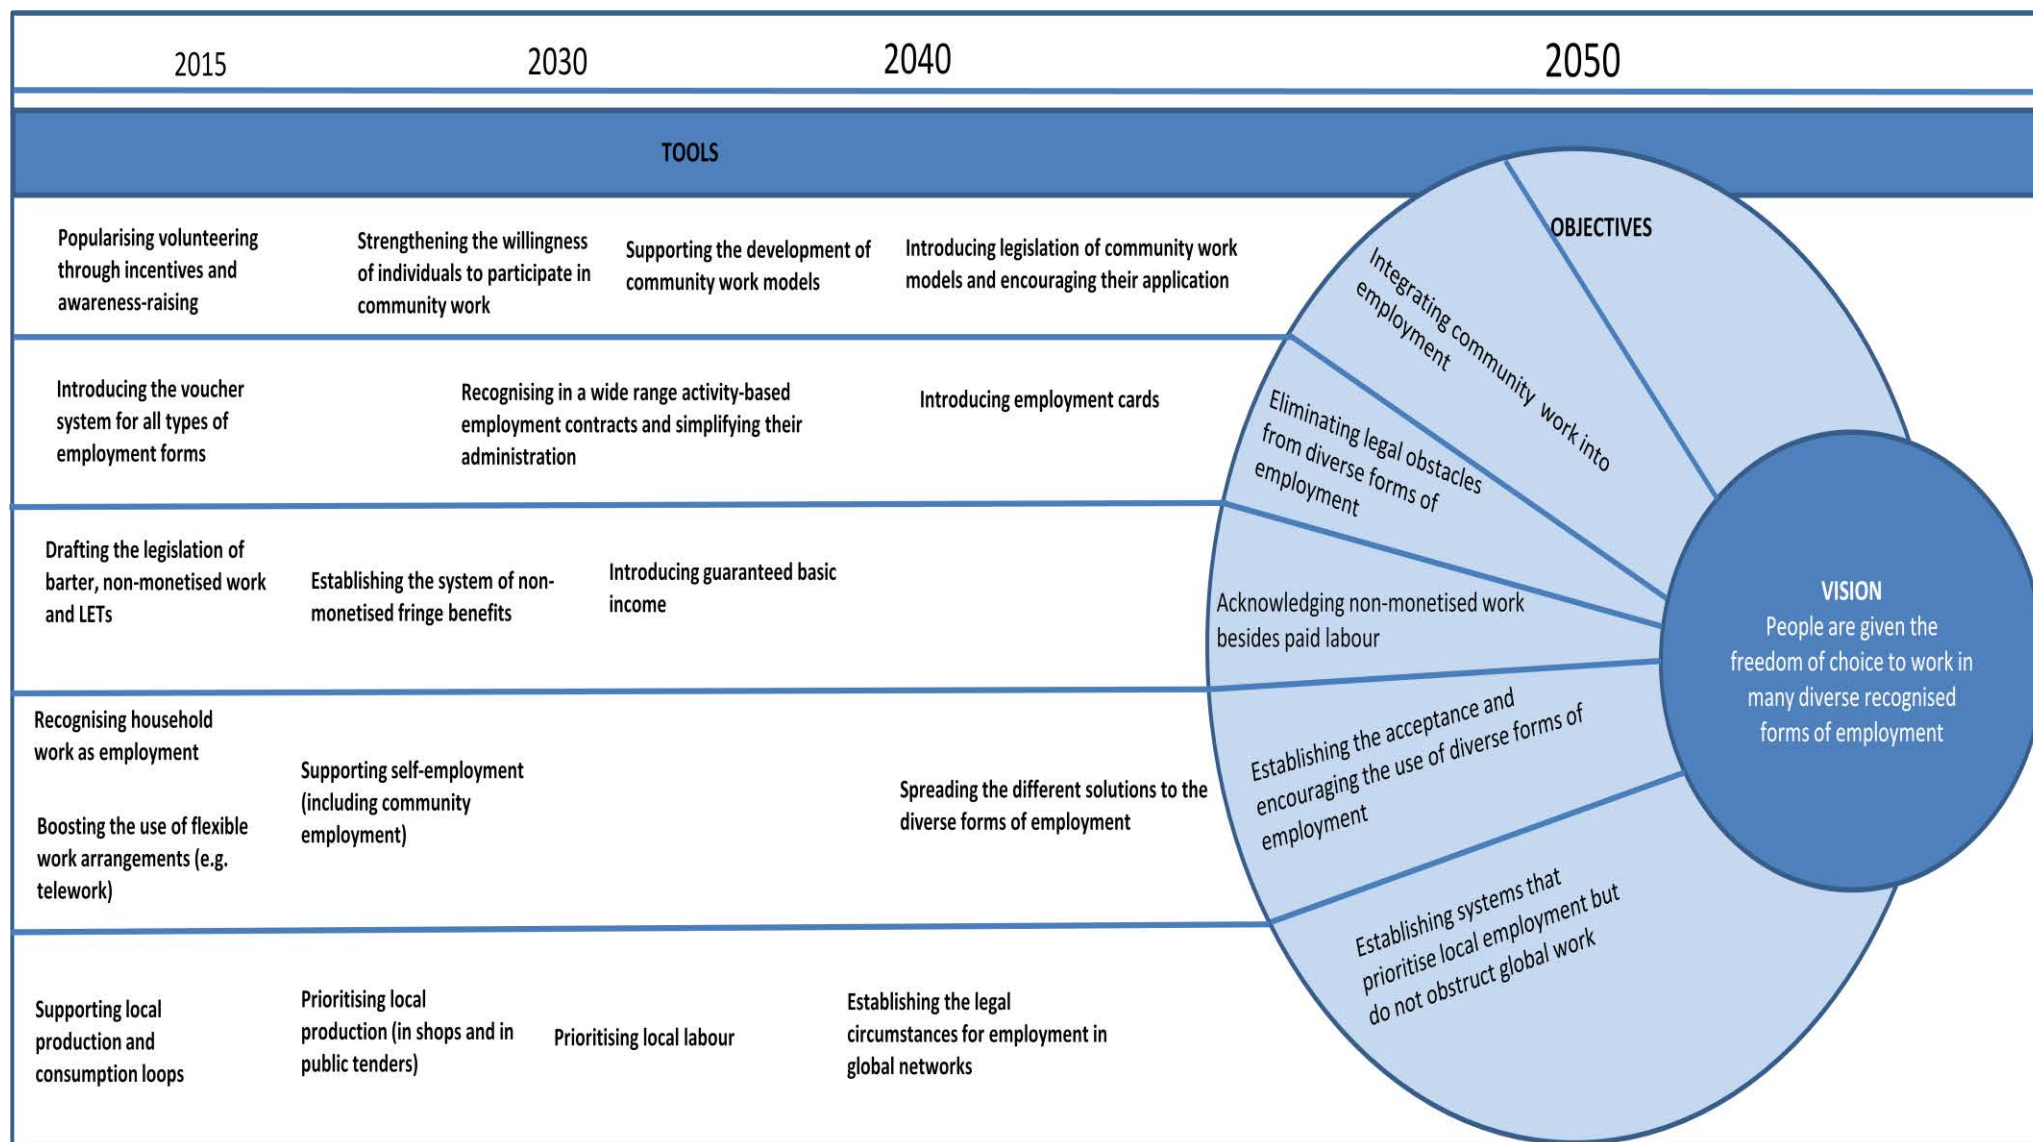 2015
2030
2040
2050
TOOLS
OBJECTIVES
Popularising volunteering
through incentives and
awareness-raising
Strengthening the willingness
of individuals to participate in
community work
Supporting the development of
community work models
Introducing legislation of community work
models and encouraging their application
Integrating community work into
employment
Introducing the voucher
system for all types of
employment forms
Recognising in a wide range activity-based
employment contracts and simplifying their
administration
Introducing employment cards
Eliminating legal obstacles
from diverse forms of
employment
Drafting the legislation of
barter, non-monetised work
and LETs
Establishing the system of non-
monetised fringe benefits
Introducing guaranteed basic
income
Acknowledging non-monetised work
besides paid labour
Recognising household
work as employment
Boosting the use of flexible
work arrangements (e.g.
telework)
Supporting self-employment
(including community
employment)
Spreading the different solutions to the
diverse forms of employment
Establishing the acceptance and
encouraging the use of diverse forms of
employment
Supporting local
production and
consumption loops
Prioritising local
production (in shops and in
public tenders)
Prioritising local labour
Establishing the legal
circumstances for employment in
global networks
Establishing systems that
prioritise local employment but
do not obstruct global work
VISION
People are given the
freedom of choice to work in
many diverse recognised
forms of employment